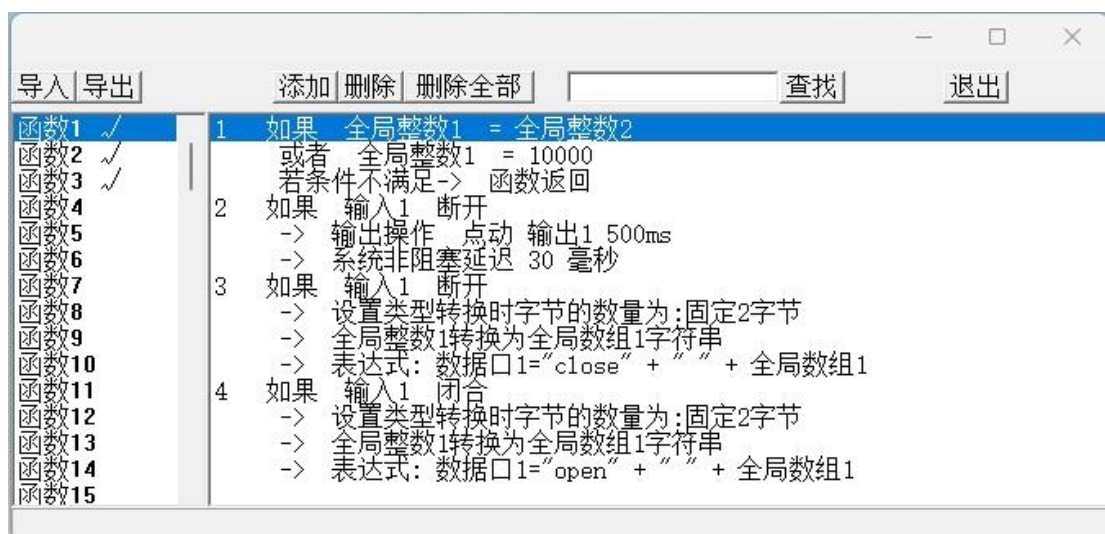 导入 导出 添加 删除 删除全部 查找 退出
函数1 √
函数2 √
函数3 √
函数4
函数5
函数6
函数7
函数8
函数9
函数10
函数11
函数12
函数13
函数14
函数15
1 如果 全局整数1 = 全局整数2
或者 全局整数1 = 10000
若条件不满足-> 函数返回
2 如果 输入1 断开
-> 输出操作 点动 输出1 500ms
-> 系统非阻塞延迟 30 毫秒
3 如果 输入1 断开
-> 设置类型转换时字节的数量为:固定2字节
-> 全局整数1转换为全局数组1字符串
-> 表达式: 数据口1="close" + " " + 全局数组1
4 如果 输入1 闭合
-> 设置类型转换时字节的数量为:固定2字节
-> 全局整数1转换为全局数组1字符串
-> 表达式: 数据口1="open" + " " + 全局数组1